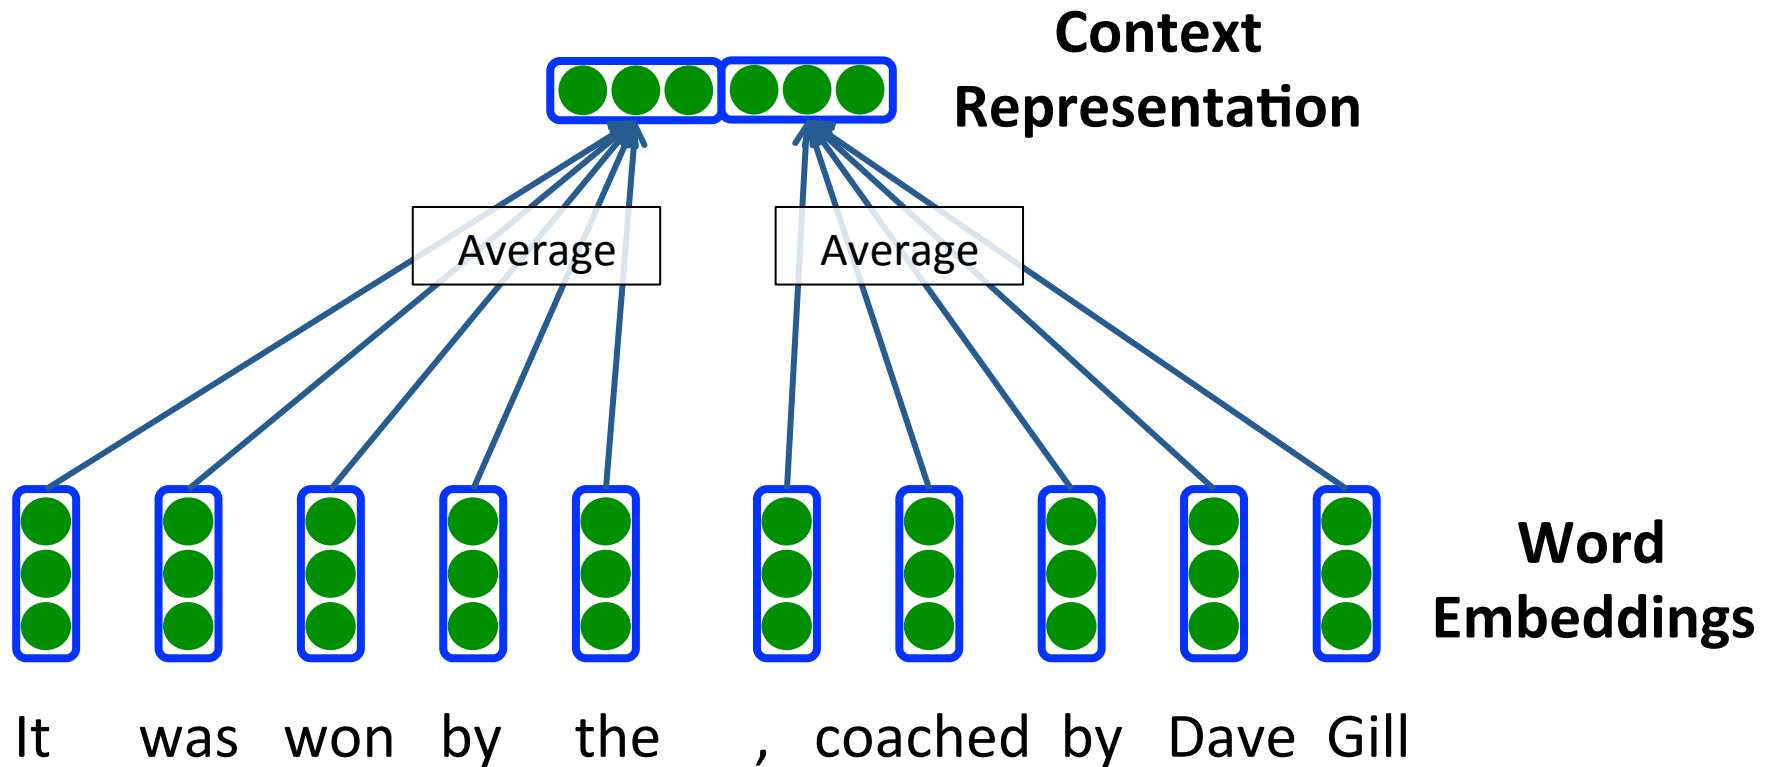 Context
Representation
Average Average
Word
Embeddings
It was won by the , coached by Dave Gill